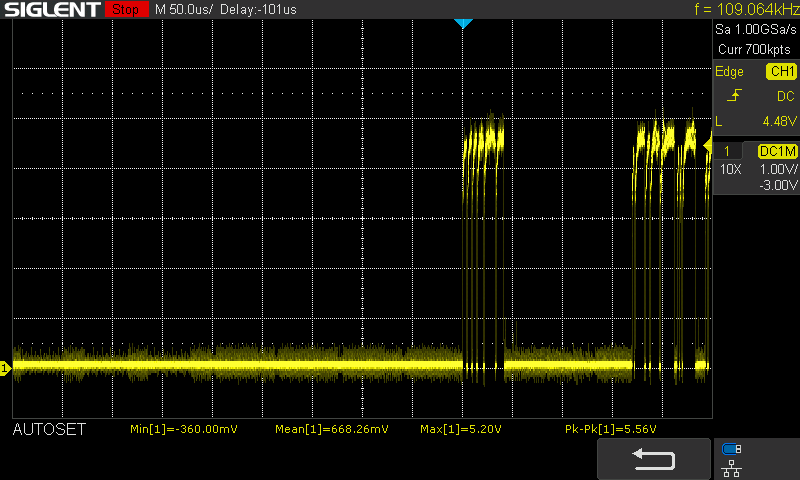 SIGLENT Stop M 50.0us/ Delay:-101us f = 109.064kHz
Sa 1.00GSa/s
Curr 700kpts
Edge CH1
DC
L 4.48V
1 DC1M
10X 1.00V/
-3.00V
1
AUTOSET Min[1]=-360.00mV Mean[1]=668.26mV Max[1]=5.20V Pk-Pk[1]=5.56V